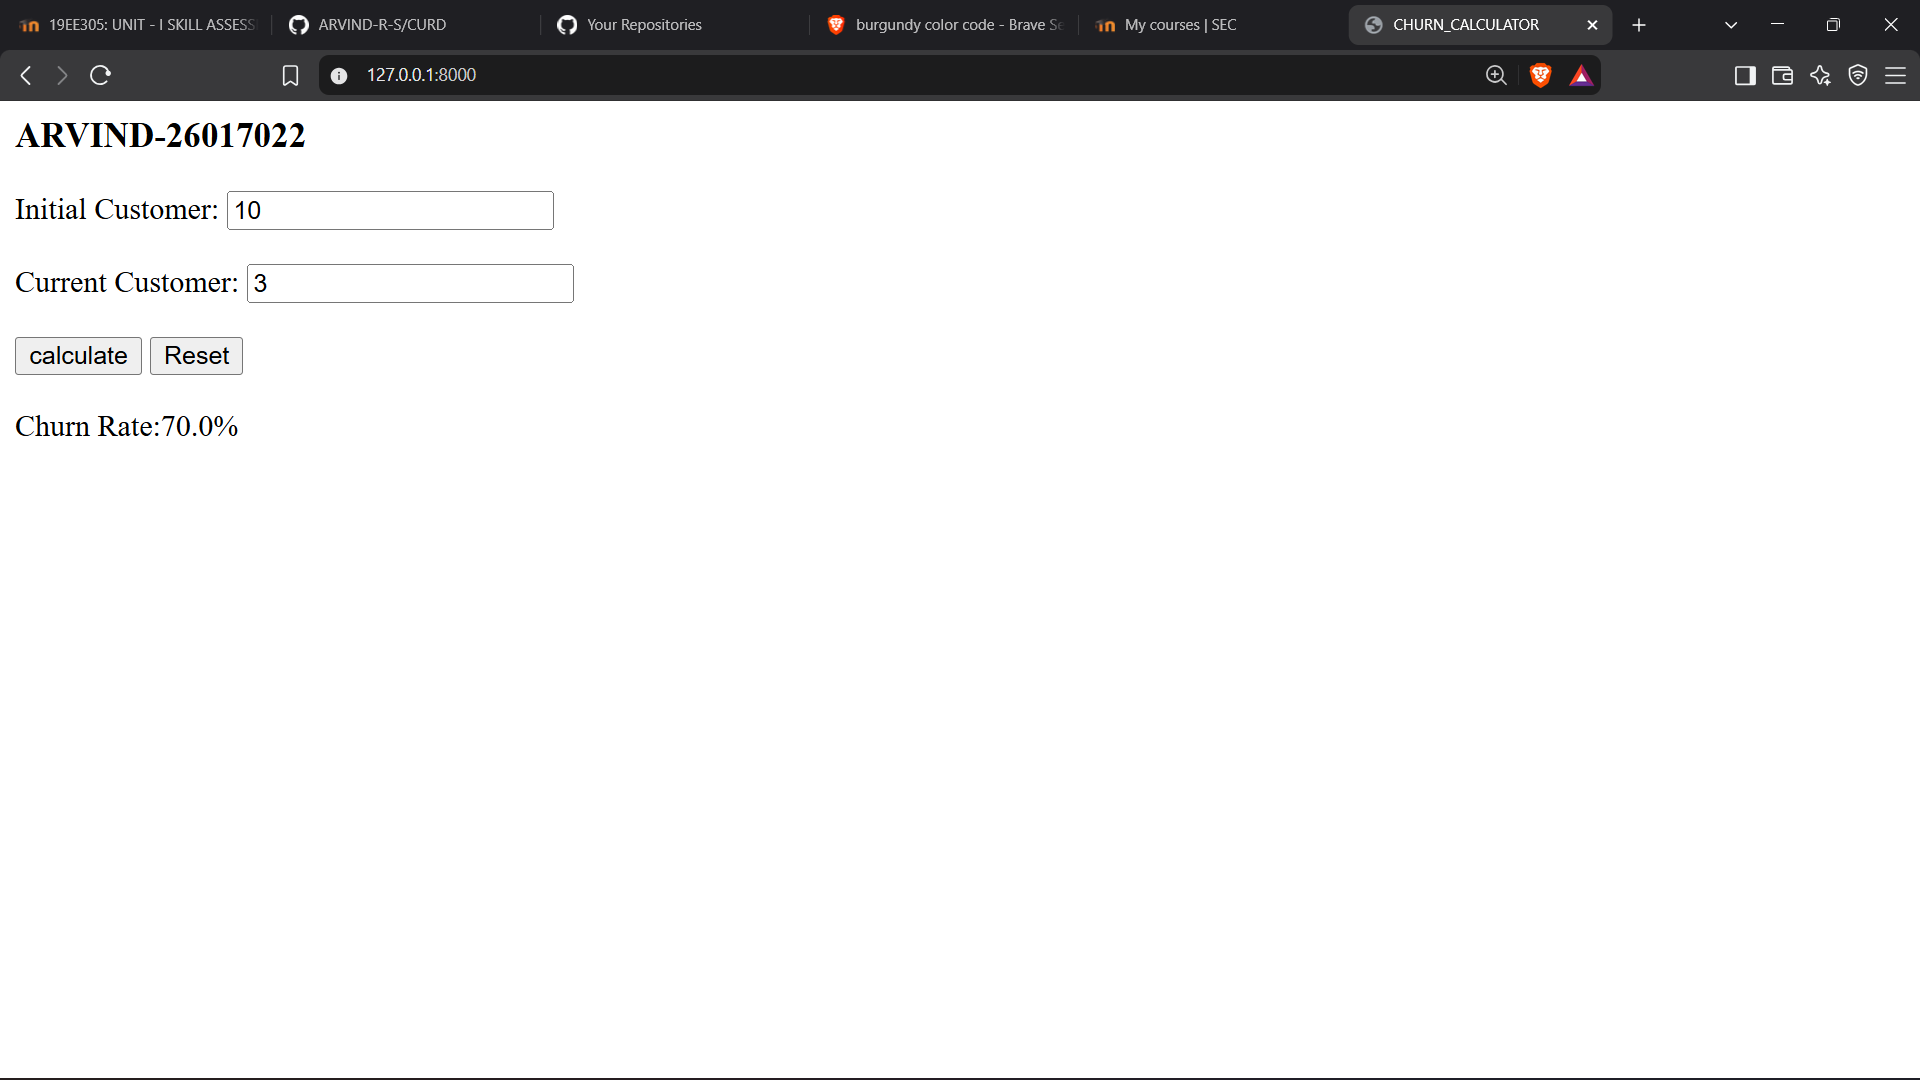 19EE305: UNIT - I SKILL ASSESS
ARVIND-R-S/CURD
Your Repositories
burgundy color code - Brave Se
My courses | SEC
CHURN_CALCULATOR
127.0.0.1:8000
ARVIND-26017022
Initial Customer: 10
Current Customer: 3
calculate Reset
Churn Rate:70.0%